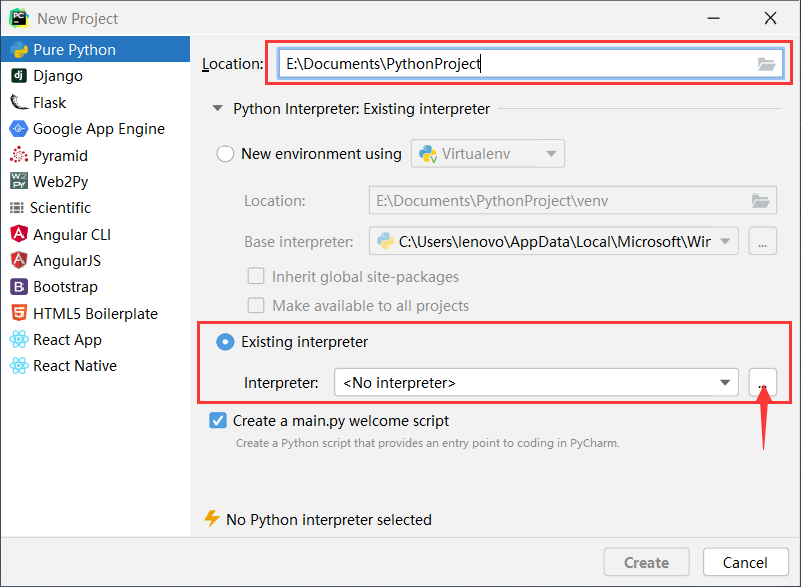 PC
New Project
Pure Python
dj Django
Flask
Google App Engine
Pyramid
W2 PY Web2Py
Scientific
Angular CLI
AngularJS
B Bootstrap
HTML5 Boilerplate
React App
React Native
Location: E:\Documents\PythonProject
Python Interpreter: Existing interpreter
New environment using Virtualenv
Location: E:\Documents\PythonProject\venv
Base interpreter: C:\Users\lenovo\AppData\Local\Microsoft\Wir ...
Inherit global site-packages
Make available to all projects
Existing interpreter
Interpreter: <No interpreter> ...
Create a main.py welcome script
Create a Python script that provides an entry point to coding in PyCharm.
No Python interpreter selected
Create Cancel